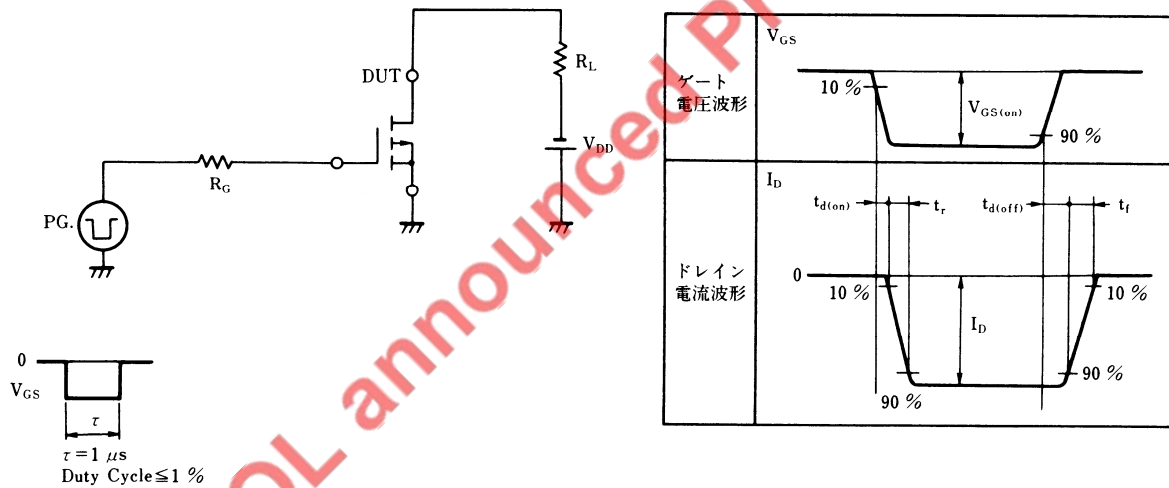 DUT
R_L
V_DD
R_G
PG.
0
V_GS
τ
τ=1 μs
Duty Cycle≦1 %
ゲート
電圧波形
V_GS
10 %
V_GS(on)
90 %
ドレイン
電流波形
I_D
t_d(on)
t_r
t_d(off)
t_f
0
10 %
10 %
I_D
90 %
90 %
OL announced Pr